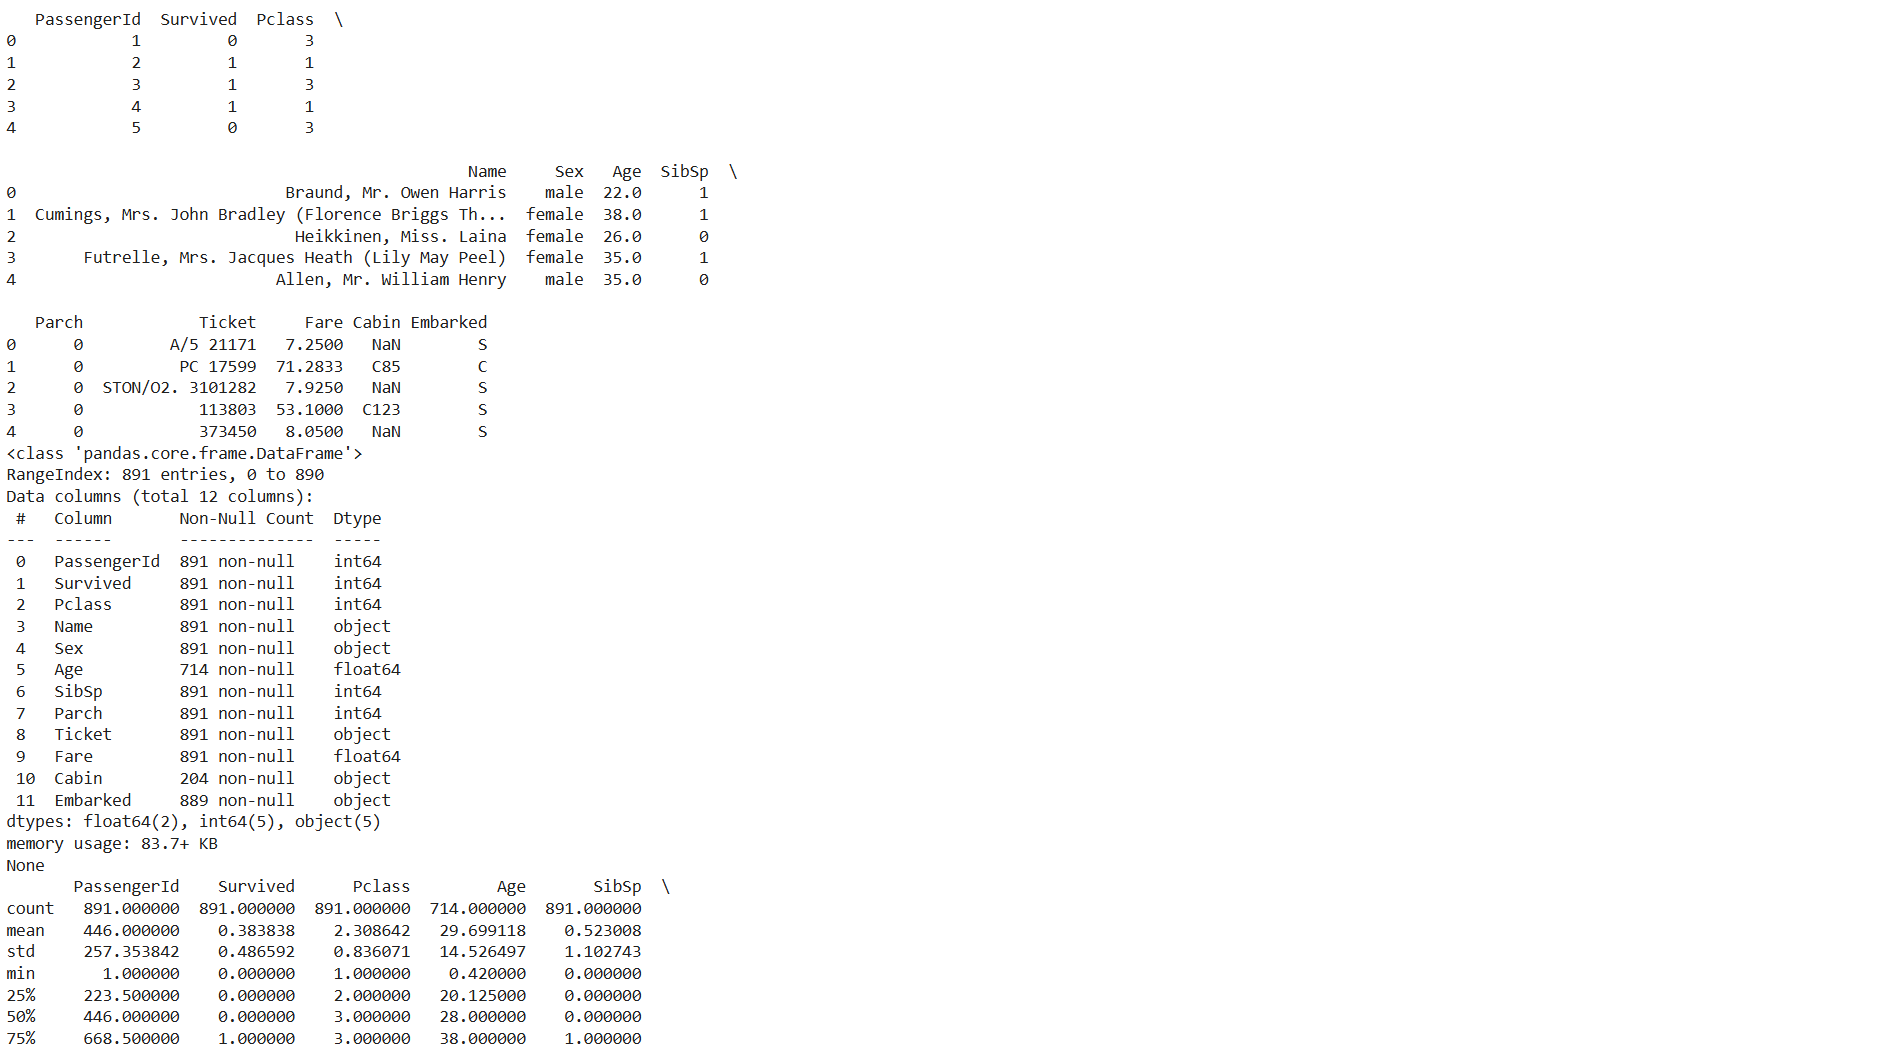 PassengerId  Survived  Pclass  \
0            1         0       3
1            2         1       1
2            3         1       3
3            4         1       1
4            5         0       3

                                                Name     Sex   Age  SibSp  \
0                            Braund, Mr. Owen Harris    male  22.0      1
1  Cumings, Mrs. John Bradley (Florence Briggs Th...  female  38.0      1
2                             Heikkinen, Miss. Laina  female  26.0      0
3       Futrelle, Mrs. Jacques Heath (Lily May Peel)  female  35.0      1
4                           Allen, Mr. William Henry    male  35.0      0

   Parch            Ticket     Fare Cabin Embarked
0      0         A/5 21171   7.2500   NaN        S
1      0          PC 17599  71.2833   C85        C
2      0  STON/O2. 3101282   7.9250   NaN        S
3      0            113803  53.1000  C123        S
4      0            373450   8.0500   NaN        S
<class 'pandas.core.frame.DataFrame'>
RangeIndex: 891 entries, 0 to 890
Data columns (total 12 columns):
 #   Column       Non-Null Count  Dtype
---  ------       --------------  -----
 0   PassengerId  891 non-null    int64
 1   Survived     891 non-null    int64
 2   Pclass       891 non-null    int64
 3   Name         891 non-null    object
 4   Sex          891 non-null    object
 5   Age          714 non-null    float64
 6   SibSp        891 non-null    int64
 7   Parch        891 non-null    int64
 8   Ticket       891 non-null    object
 9   Fare         891 non-null    float64
 10  Cabin        204 non-null    object
 11  Embarked     889 non-null    object
dtypes: float64(2), int64(5), object(5)
memory usage: 83.7+ KB
None
       PassengerId    Survived      Pclass         Age       SibSp  \
count   891.000000  891.000000  891.000000  714.000000  891.000000
mean    446.000000    0.383838    2.308642   29.699118    0.523008
std     257.353842    0.486592    0.836071   14.526497    1.102743
min       1.000000    0.000000    1.000000    0.420000    0.000000
25%     223.500000    0.000000    2.000000   20.125000    0.000000
50%     446.000000    0.000000    3.000000   28.000000    0.000000
75%     668.500000    1.000000    3.000000   38.000000    1.000000